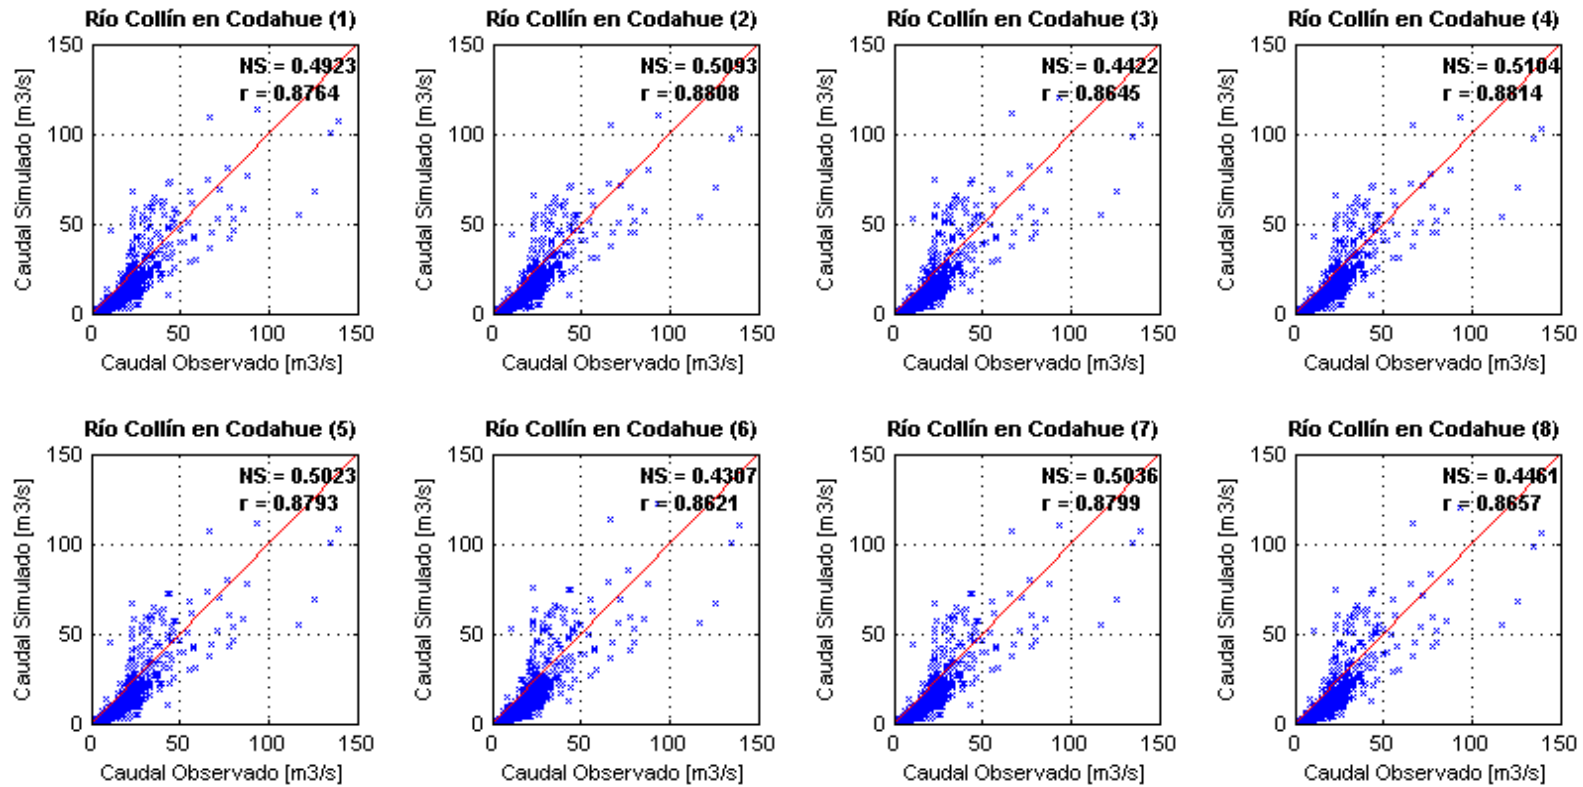 Río Collín en Codahue (1)
Río Collín en Codahue (2)
Río Collín en Codahue (3)
Río Collín en Codahue (4)
NS = 0.4923
r = 0.8764
NS = 0.5093
r = 0.8808
NS = 0.4422
r = 0.8645
NS = 0.5104
r = 0.8814
150
100
50
0
Caudal Simulado [m3/s]
0 50 100 150
Caudal Observado [m3/s]
150
100
50
0
Caudal Simulado [m3/s]
0 50 100 150
Caudal Observado [m3/s]
150
100
50
0
Caudal Simulado [m3/s]
0 50 100 150
Caudal Observado [m3/s]
150
100
50
0
Caudal Simulado [m3/s]
0 50 100 150
Caudal Observado [m3/s]
Río Collín en Codahue (5)
Río Collín en Codahue (6)
Río Collín en Codahue (7)
Río Collín en Codahue (8)
NS = 0.5023
r = 0.8793
NS = 0.4307
r = 0.8621
NS = 0.5036
r = 0.8799
NS = 0.4461
r = 0.8657
150
100
50
0
Caudal Simulado [m3/s]
0 50 100 150
Caudal Observado [m3/s]
150
100
50
0
Caudal Simulado [m3/s]
0 50 100 150
Caudal Observado [m3/s]
150
100
50
0
Caudal Simulado [m3/s]
0 50 100 150
Caudal Observado [m3/s]
150
100
50
0
Caudal Simulado [m3/s]
0 50 100 150
Caudal Observado [m3/s]